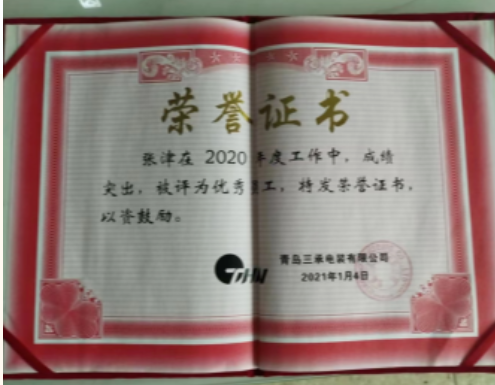 荣誉证书
张津在 2020 年度工作中，成绩
突出，被评为优秀员工，特发荣誉证书，
以资鼓励。
青岛三承电装有限公司
2021年1月4日